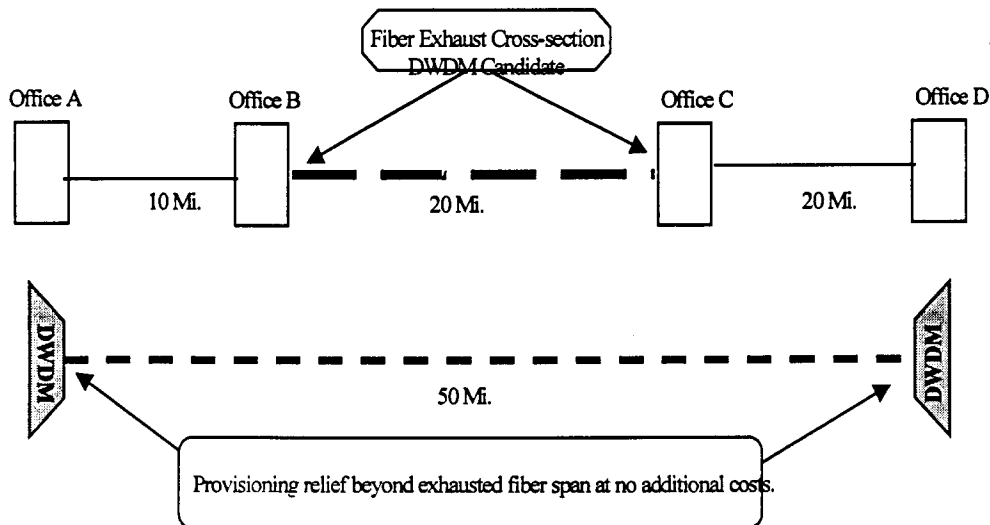 Fiber Exhaust Cross-section
DWDM Candidate
Office A
Office B
Office C
Office D
10 Mi.
20 Mi.
20 Mi.
DWDM
DWDM
50 Mi.
Provisioning relief beyond exhausted fiber span at no additional costs.